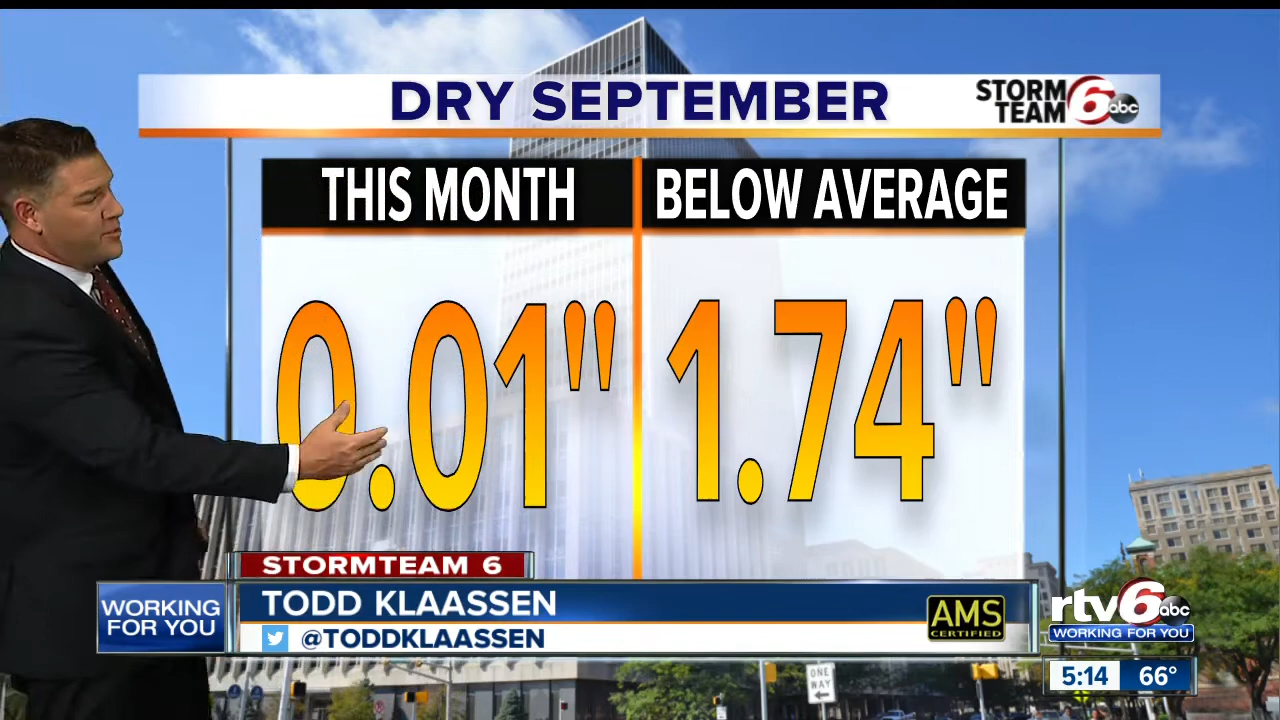 DRY SEPTEMBER
STORM
TEAM 6 abc
THIS MONTH
BELOW AVERAGE
0.01"
1.74"
STORMTEAM 6
WORKING
FOR YOU
TODD KLAASSEN
@TODDKLAASSEN
AMS
CERTIFIED
rtv6 abc
WORKING FOR YOU
5:14 66°
ONE
WAY